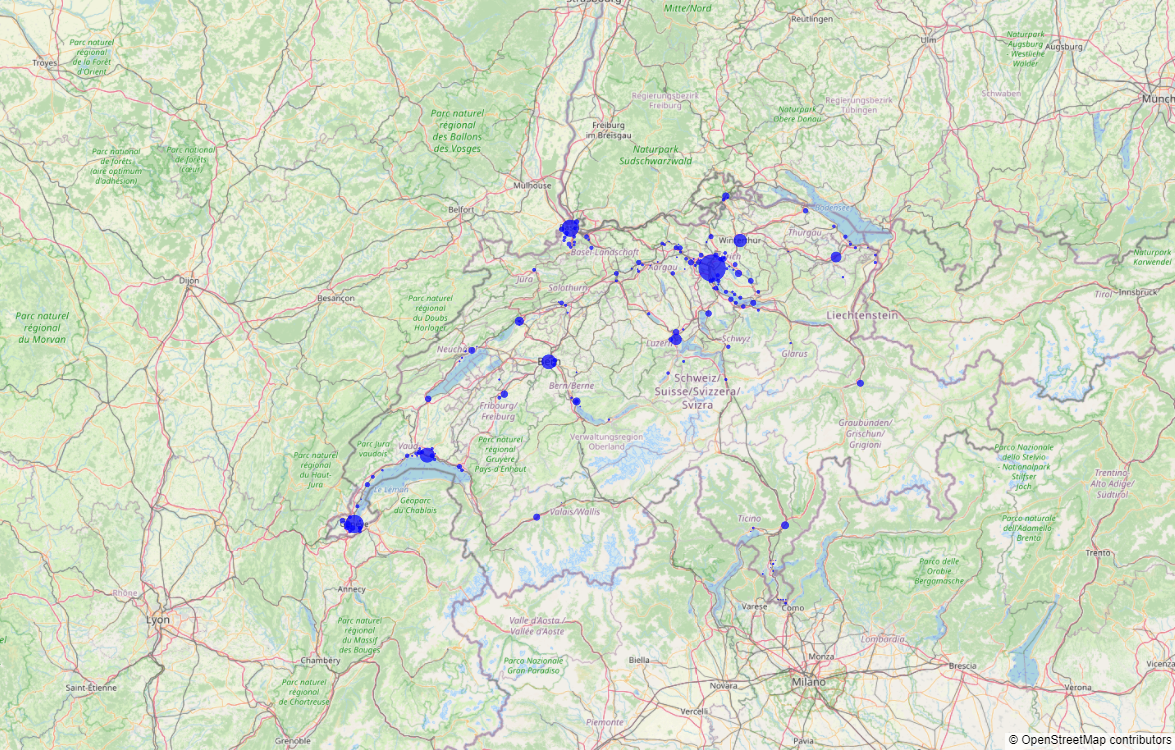 Strasbourg
Mitte/Nord
Reutlingen
Parc naturel
régional
de la Forêt
d'Orient
Troyes
Ulm
Naturpark
Augsburg -
Westliche
Wälder
Augsburg
Regierungsbezirk
Freiburg
Regierungsbezirk
Tübingen
Schwaben
Münch
Parc naturel
régional
des Ballons
des Vosges
Freiburg
im Breisgau
Naturpark
Obere Donau
Parc national
de forêts
(aire optimum
d'adhésion)
Parc national
de forêts
(cœur)
Naturpark
Südschwarzwald
Mulhouse
Belfort
Bodensee
Thurgau
Winterthur
Basel-Landschaft
Aargau
Naturpark
Karwendel
Dijon
Jura
Solothurn
Besançon
Parc naturel
régional
du Doubs
Horloger
Tirol
Innsbruck
Parc naturel
régional
du Morvan
Liechtenstein
Luzern
Schwyz
Glarus
Bern/Berne
Schweiz/
Suisse/Svizzera/
Svizra
Fribourg/
Freiburg
Graubünden/
Grischun/
Grigioni
Verwaltungsregion
Oberland
Parc Jura
vaudois
Vaud
Parc naturel
régional
Gruyère
Pays-d'Enhaut
Parc naturel
régional
du Haut-
Jura
Parco Nazionale
dello Stelvio
- Nationalpark
Stilfser
Joch
Trentino-
Alto Adige/
Südtirol
Geoparc
du Chablais
Valais/Wallis
Ticino
Parco naturale
dell'Adamello
Brenta
Trento
Parco delle
Orobie
Bergamasche
Annecy
Rhône
Lyon
Varese
Como
Parc naturel
régional
du Massif
des Bauges
Valle d'Aosta
Vallée d'Aoste
Lombardia
Chambéry
Parco Nazionale
Gran Paradiso
Biella
Monza
Brescia
Vicenza
Saint-Étienne
Parc naturel
régional
de Chartreuse
Milano
Novara
Verona
Vercelli
Piemonte
Grenoble
Pavia
© OpenStreetMap contributors